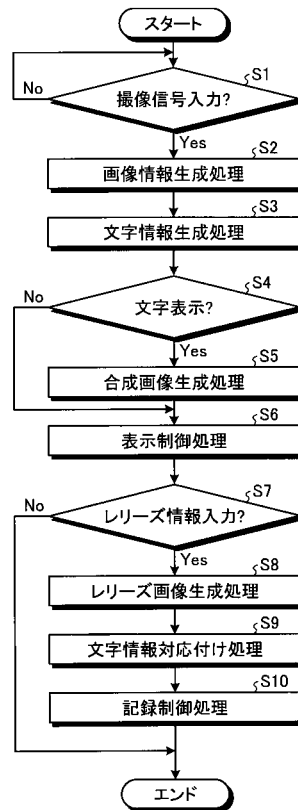 スタート
S1
撮像信号入力?
No
Yes
S2
画像情報生成処理
S3
文字情報生成処理
S4
No
文字表示?
Yes
S5
合成画像生成処理
S6
表示制御処理
S7
No
レリーズ情報入力?
Yes
S8
レリーズ画像生成処理
S9
文字情報対応付け処理
S10
記録制御処理
エンド